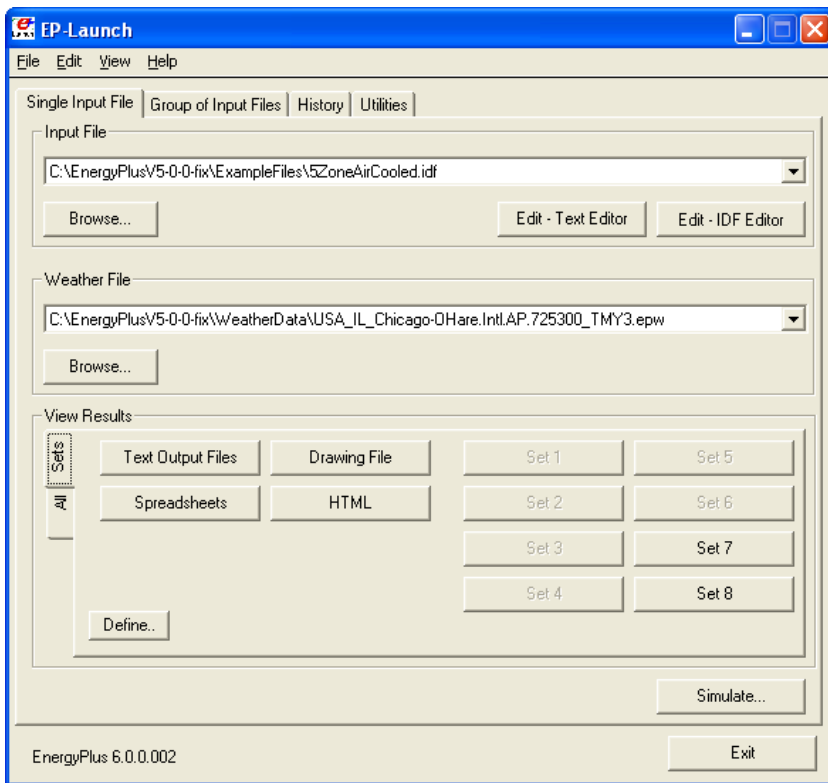 EP-Launch
File Edit View Help
Single Input File Group of Input Files History Utilities
Input File
C:\EnergyPlusV5-0-0-fix\ExampleFiles\5ZoneAirCooled.idf
Browse... Edit - Text Editor Edit - IDF Editor
Weather File
C:\EnergyPlusV5-0-0-fix\WeatherData\USA_IL_Chicago-OHare.Intl.AP.725300_TMY3.epw
Browse...
View Results
Sets
All
Text Output Files Drawing File Set 1 Set 5
Spreadsheets HTML Set 2 Set 6
Set 3 Set 7
Set 4 Set 8
Define..
Simulate...
EnergyPlus 6.0.0.002 Exit